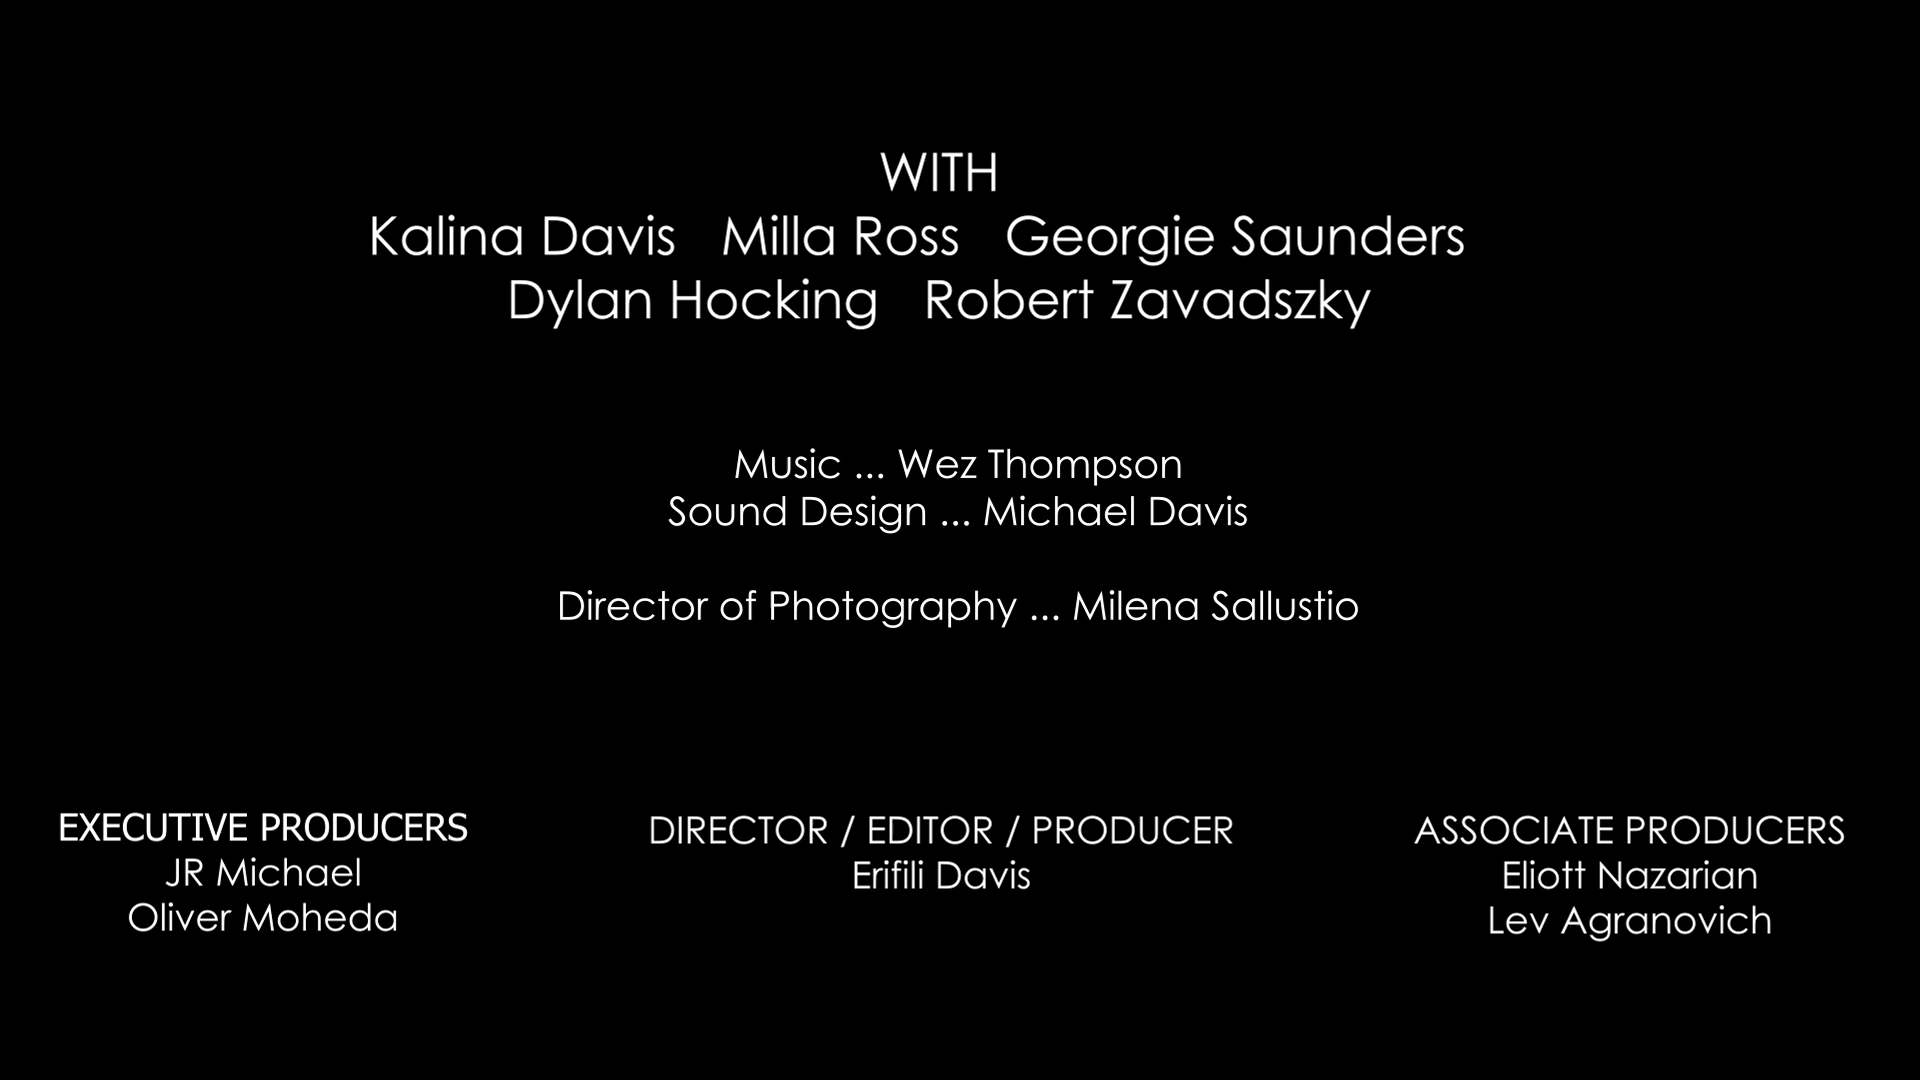 WITH
Kalina Davis Milla Ross Georgie Saunders
Dylan Hocking Robert Zavadszky
Music ... Wez Thompson
Sound Design ... Michael Davis
Director of Photography ... Milena Sallustio
EXECUTIVE PRODUCERS
JR Michael
Oliver Moheda
DIRECTOR / EDITOR / PRODUCER
Erifili Davis
ASSOCIATE PRODUCERS
Eliott Nazarian
Lev Agranovich